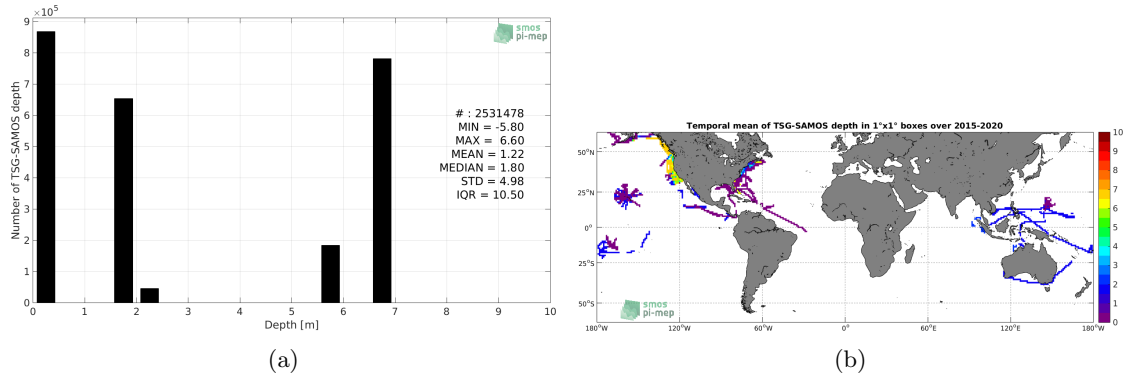 ×10⁵
9
8
7
6
5
4
3
2
1
0
Number of TSG-SAMOS depth
0 1 2 3 4 5 6 7 8 9 10
Depth [m]
smos
pi-mep
# : 2531478
MIN = -5.80
MAX = 6.60
MEAN = 1.22
MEDIAN = 1.80
STD = 4.98
IQR = 10.50
(a)
Temporal mean of TSG-SAMOS depth in 1°x1° boxes over 2015-2020
50°N
25°N
0°
25°S
50°S
180°W 120°W 60°W 0° 60°E 120°E 180°W
smos
pi-mep
10
9
8
7
6
5
4
3
2
1
0
(b)